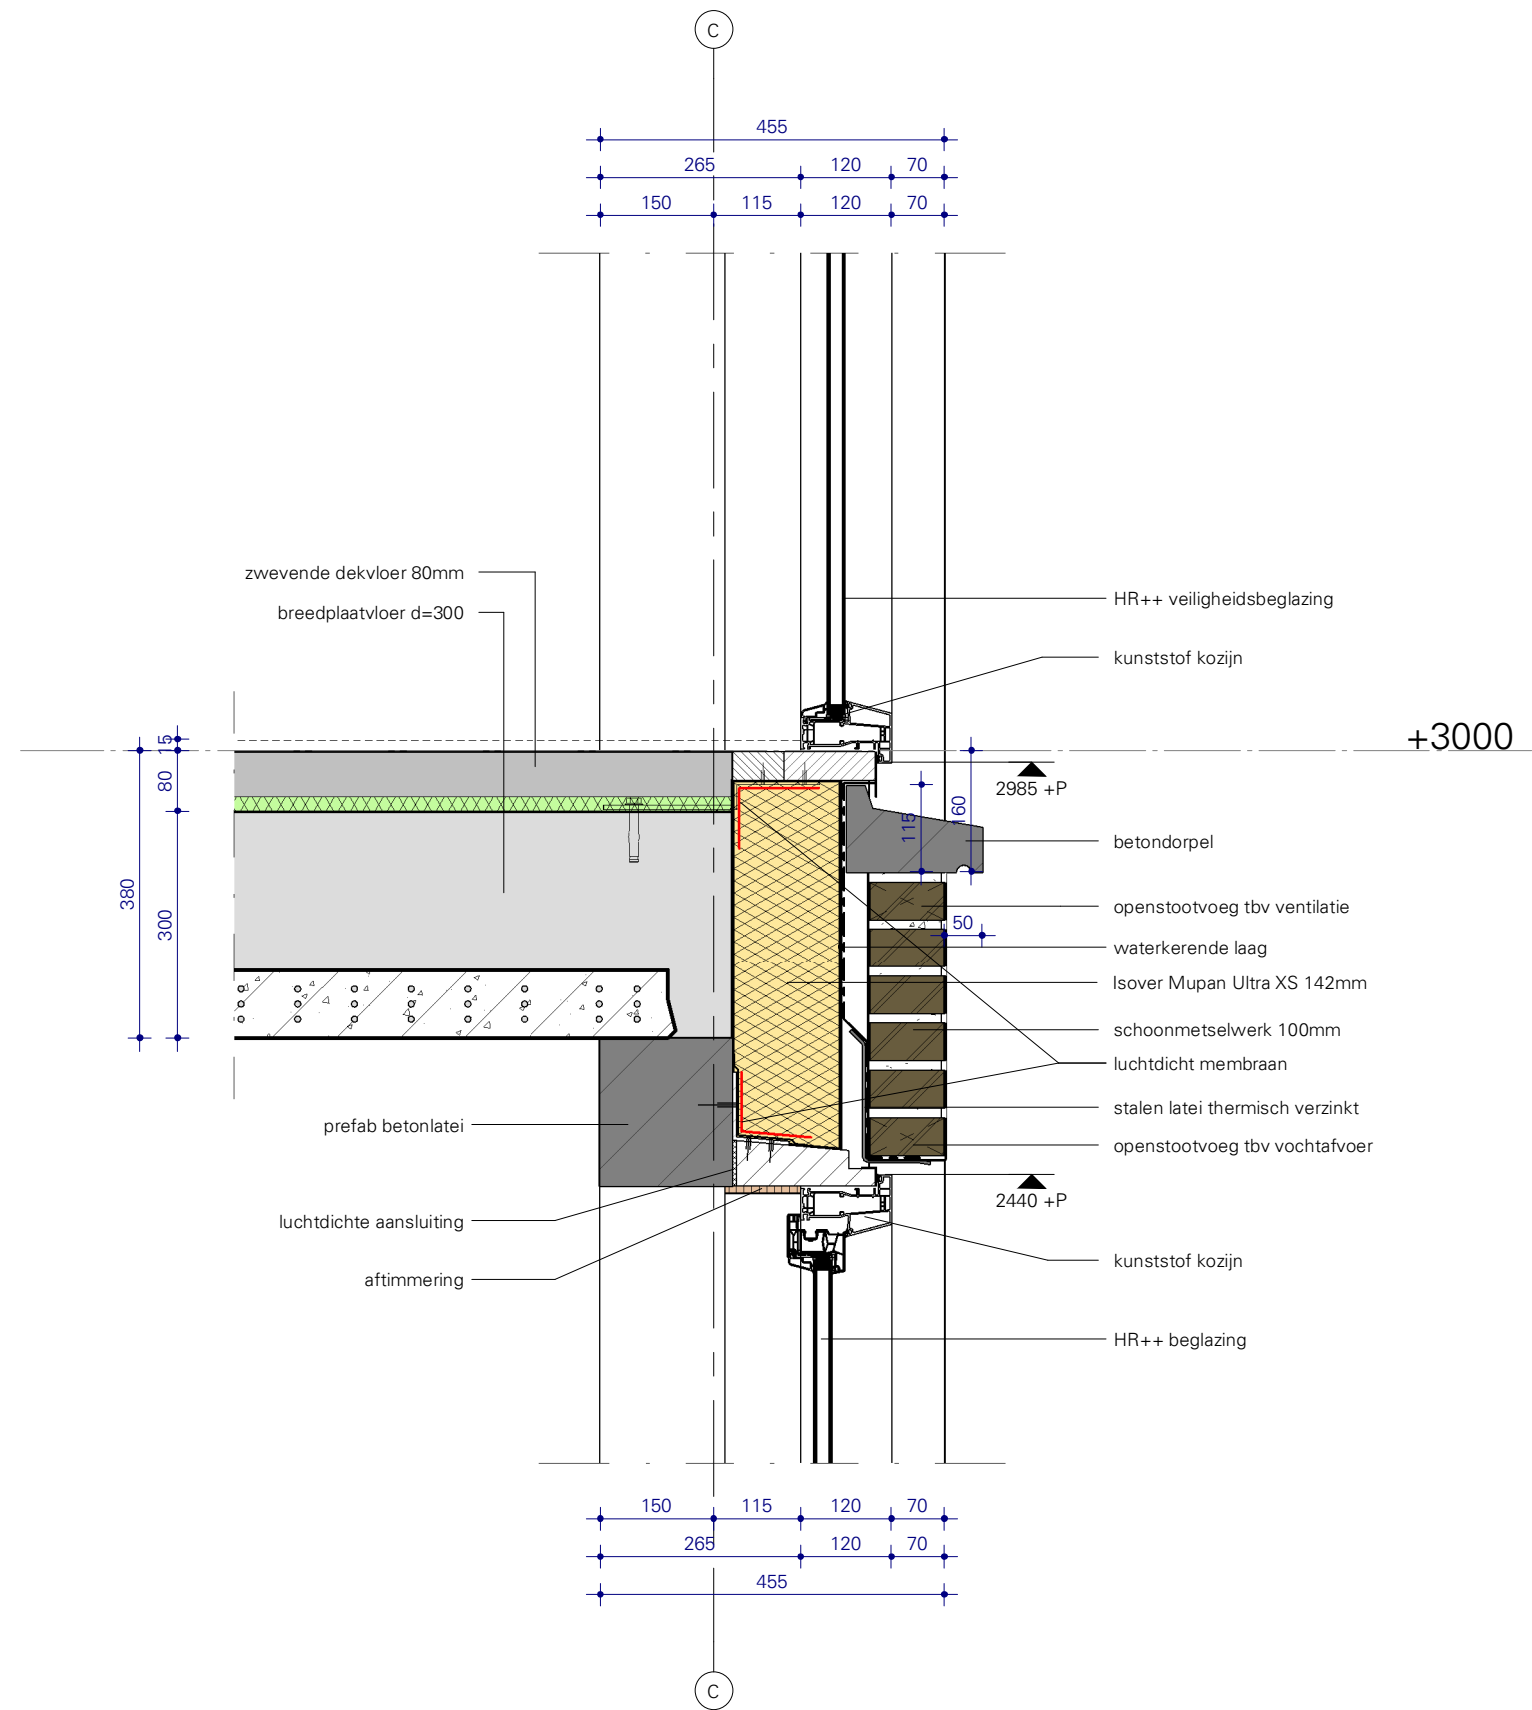 C
455
265 120 70
150 115 120 70
zwevende dekvloer 80mm
breedplaatvloer d=300
HR++ veiligheidsbeglazing
kunststof kozijn
+3000
15
80
300
380
2985 +P
115
160
betondorpel
openstootvoeg tbv ventilatie
50
waterkerende laag
Isover Mupan Ultra XS 142mm
schoonmetselwerk 100mm
luchtdicht membraan
stalen latei thermisch verzinkt
prefab betonlatei
openstootvoeg tbv vochtafvoer
2440 +P
luchtdichte aansluiting
kunststof kozijn
aftimmering
HR++ beglazing
150 115 120 70
265 120 70
455
C